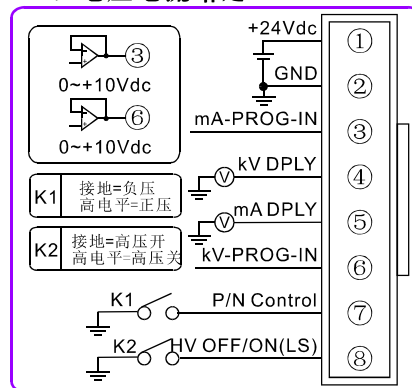 ③
0~+10Vdc
⑥
0~+10Vdc
K1
接地=负压
高电平=正压
K2
接地=高压开
高电平=高压关
+24Vdc
①
GND
②
mA-PROG-IN
③
kV DPLY
V
④
mA DPLY
V
⑤
kV-PROG-IN
⑥
K1
P/N Control
⑦
K2
HV OFF/ON(LS)
⑧